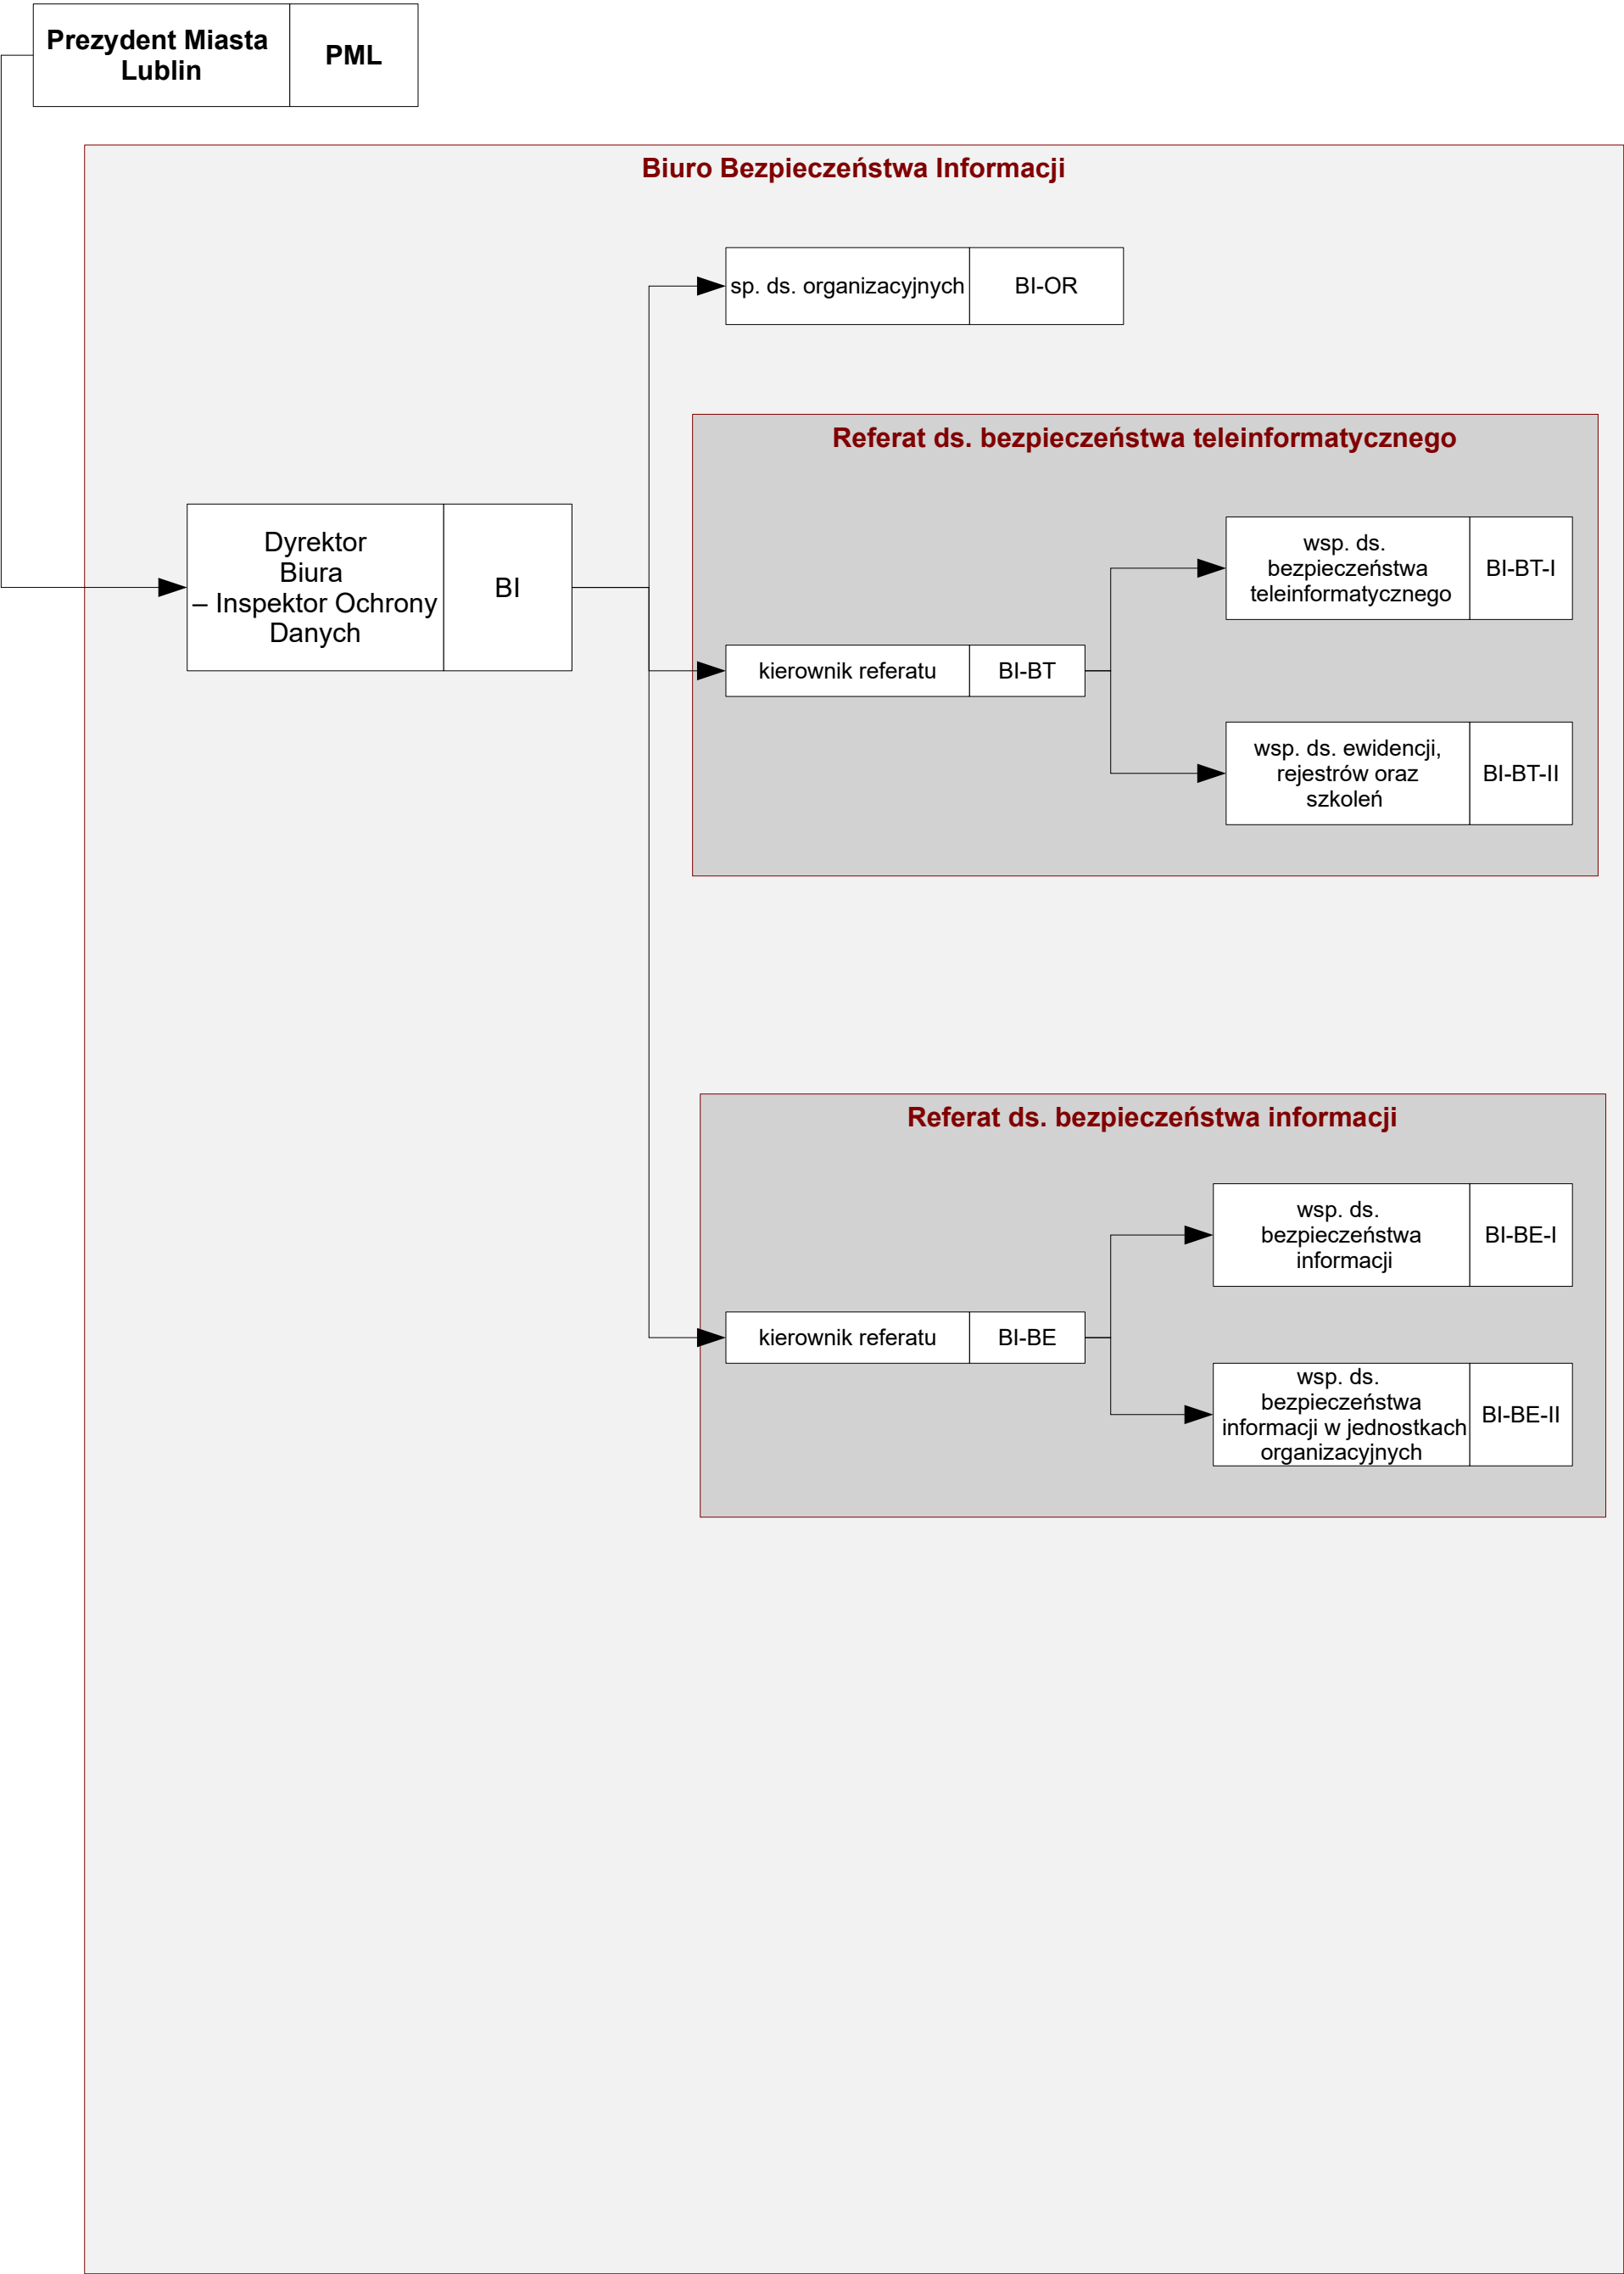 Prezydent Miasta
Lublin
PML
Biuro Bezpieczeństwa Informacji
sp. ds. organizacyjnych
BI-OR
Referat ds. bezpieczeństwa teleinformatycznego
Dyrektor
Biura
– Inspektor Ochrony
Danych
BI
wsp. ds.
bezpieczeństwa
teleinformatycznego
BI-BT-I
kierownik referatu
BI-BT
wsp. ds. ewidencji,
rejestrów oraz
szkoleń
BI-BT-II
Referat ds. bezpieczeństwa informacji
wsp. ds.
bezpieczeństwa
informacji
BI-BE-I
kierownik referatu
BI-BE
wsp. ds.
bezpieczeństwa
informacji w jednostkach
organizacyjnych
BI-BE-II